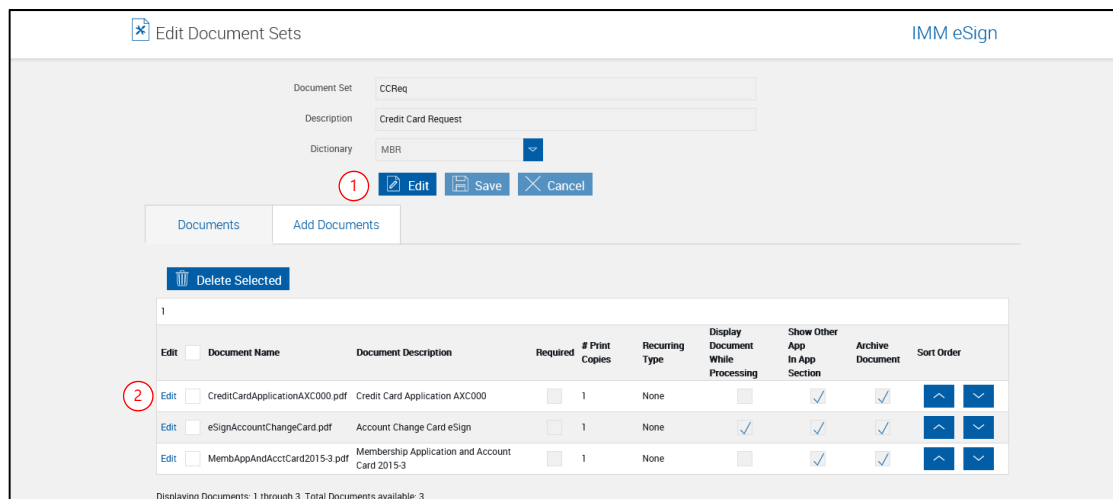 Edit Document Sets
IMM eSign
Document Set CCReq
Description Credit Card Request
Dictionary MBR
1 Edit Save Cancel
Documents Add Documents
Delete Selected
1
Edit Document Name Document Description Required # Print Copies Recurring Type Display Document While Processing Show Other App In App Section Archive Document Sort Order
2 Edit CreditCardApplicationAXC000.pdf Credit Card Application AXC000 1 None
Edit eSignAccountChangeCard.pdf Account Change Card eSign 1 None
Edit MembAppAndAcctCard2015-3.pdf Membership Application and Account Card 2015-3 1 None
Displaying Documents: 1 through 3 Total Documents available: 3